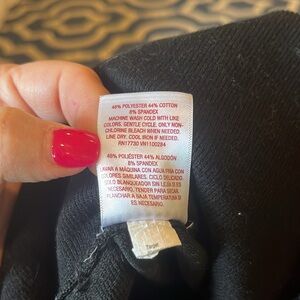 48% POLYESTER 44% COTTON
8% SPANDEX
MACHINE WASH COLD WITH LIKE
COLORS, GENTLE CYCLE. ONLY NON-
CHLORINE BLEACH WHEN NEEDED.
LINE DRY. COOL IRON IF NEEDED.
RN17730 VN1100284
48% POLIÉSTER 44% ALGODÓN
8% SPANDEX
LAVAR A MÁQUINA CON AGUA FRIA CON
COLORES SIMILARES. CICLO DELICADO
SOLO BLANQUEADOR SIN LEJIA SI ES
NECESARIO, TENDER PARA SECAR.
PLANCHAR A BAJA TEMPERATURA SI
ES NECESARIO.
Target